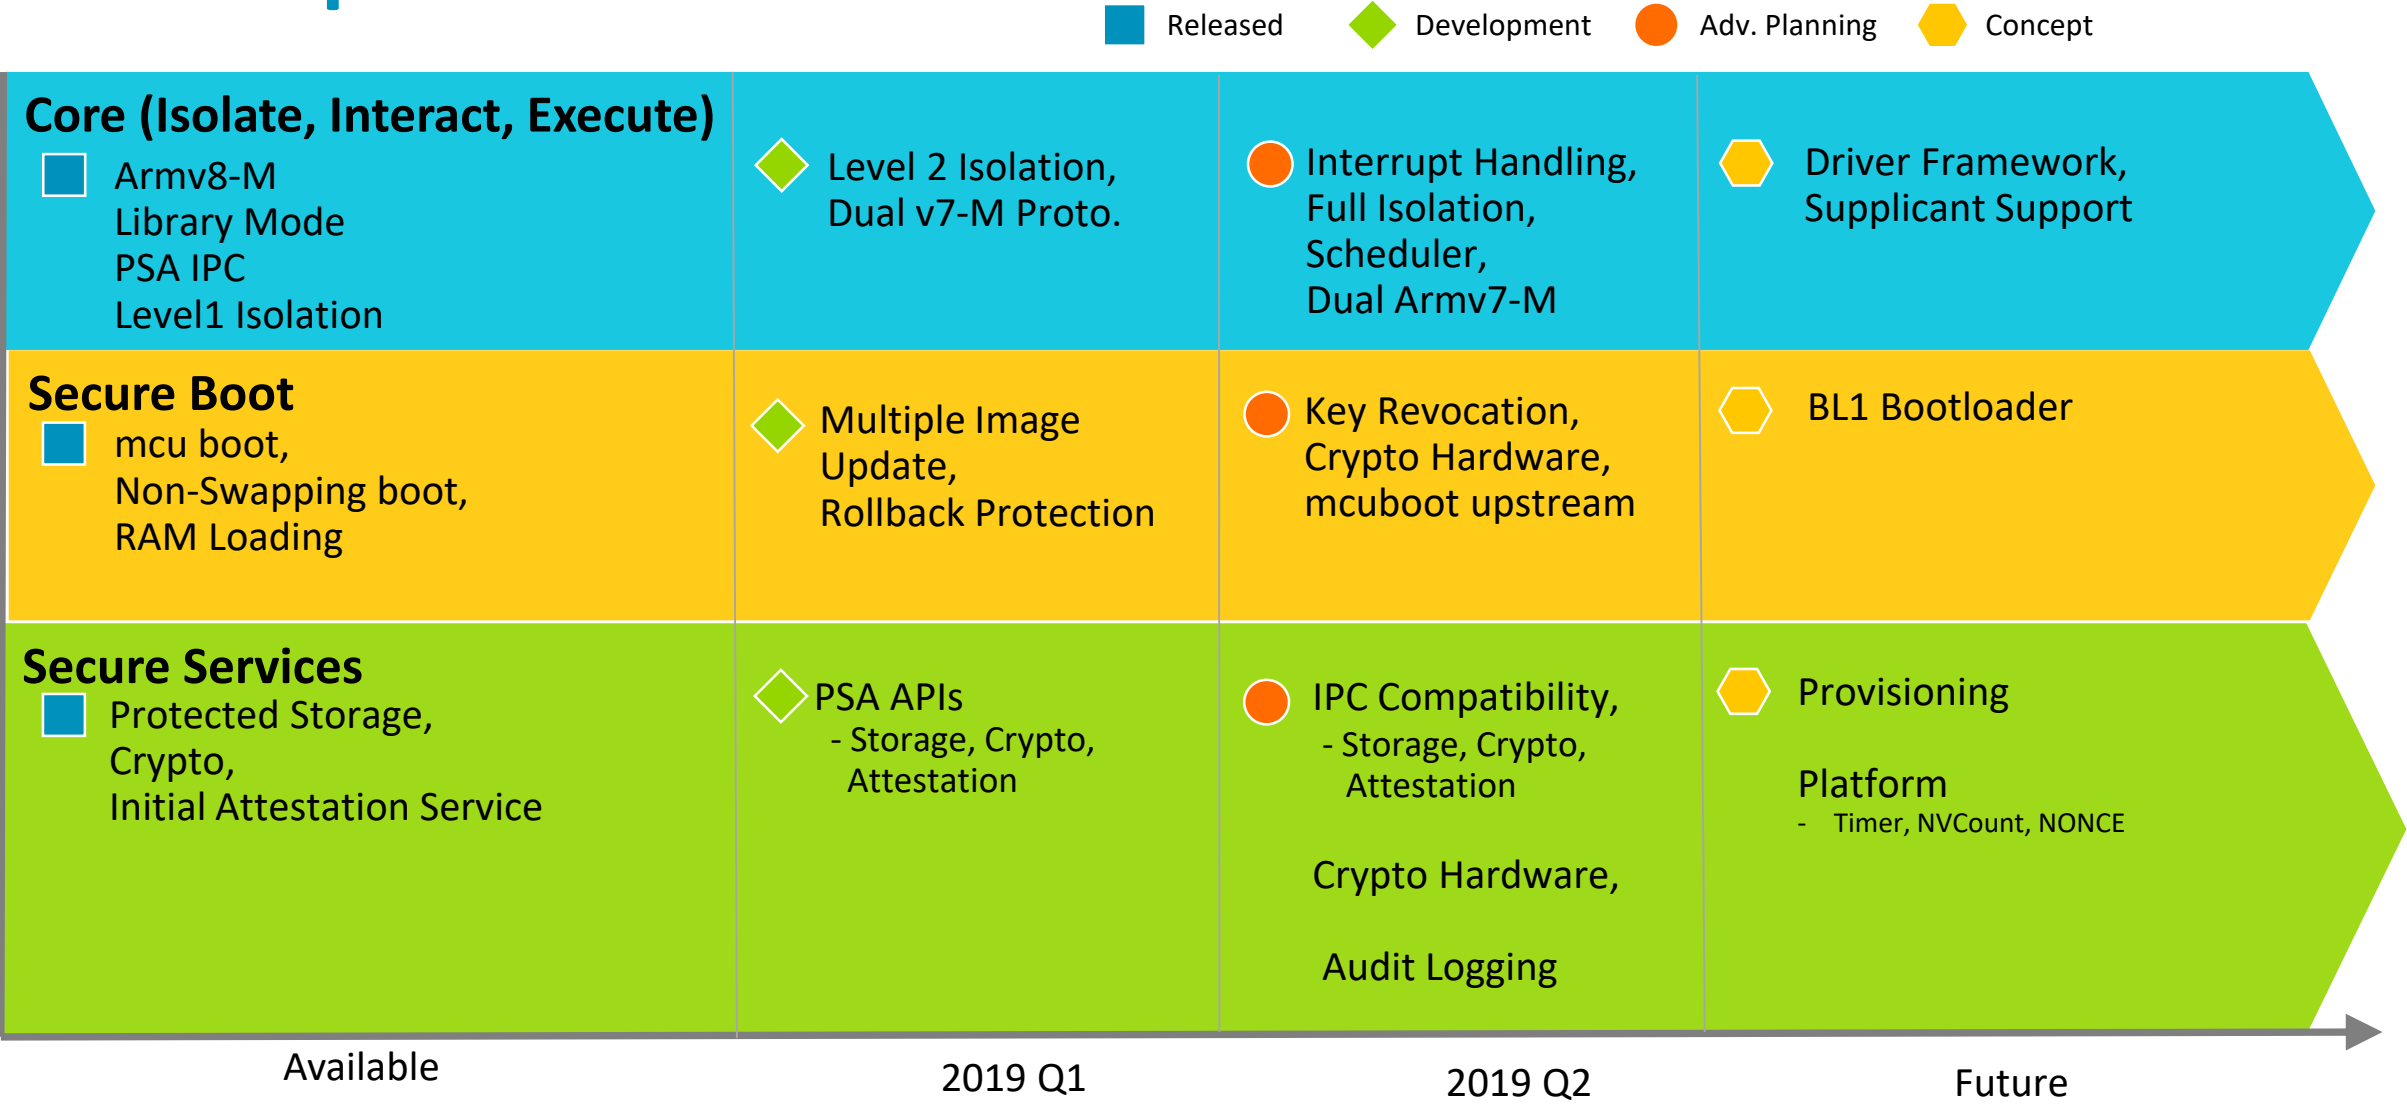 Released
Development
Adv. Planning
Concept
Core (Isolate, Interact, Execute)
Armv8-M
Library Mode
PSA IPC
Level1 Isolation
Level 2 Isolation,
Dual v7-M Proto.
Interrupt Handling,
Full Isolation,
Scheduler,
Dual Armv7-M
Driver Framework,
Supplicant Support
Secure Boot
mcu boot,
Non-Swapping boot,
RAM Loading
Multiple Image
Update,
Rollback Protection
Key Revocation,
Crypto Hardware,
mcuboot upstream
BL1 Bootloader
Secure Services
Protected Storage,
Crypto,
Initial Attestation Service
PSA APIs
- Storage, Crypto,
Attestation
IPC Compatibility,
- Storage, Crypto,
Attestation
Crypto Hardware,
Audit Logging
Provisioning
Platform
- Timer, NVCount, NONCE
Available
2019 Q1
2019 Q2
Future